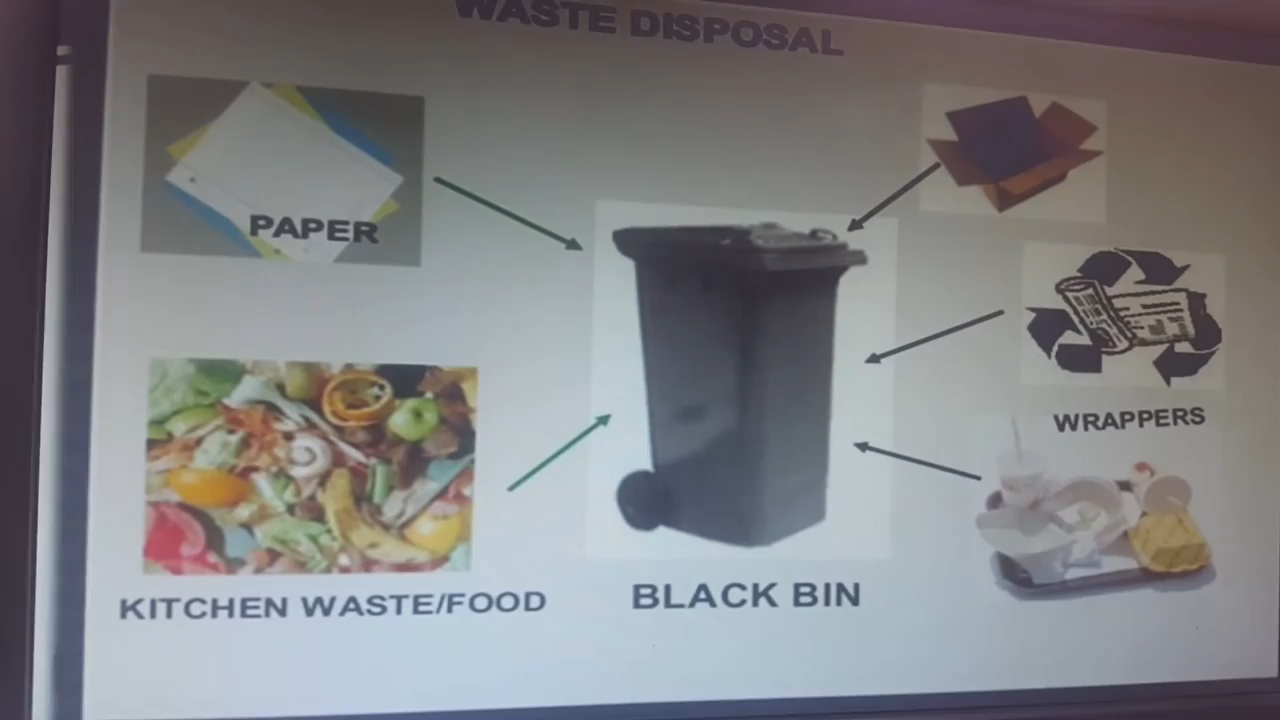 WASTE DISPOSAL
PAPER
WRAPPERS
KITCHEN WASTE/FOOD
BLACK BIN